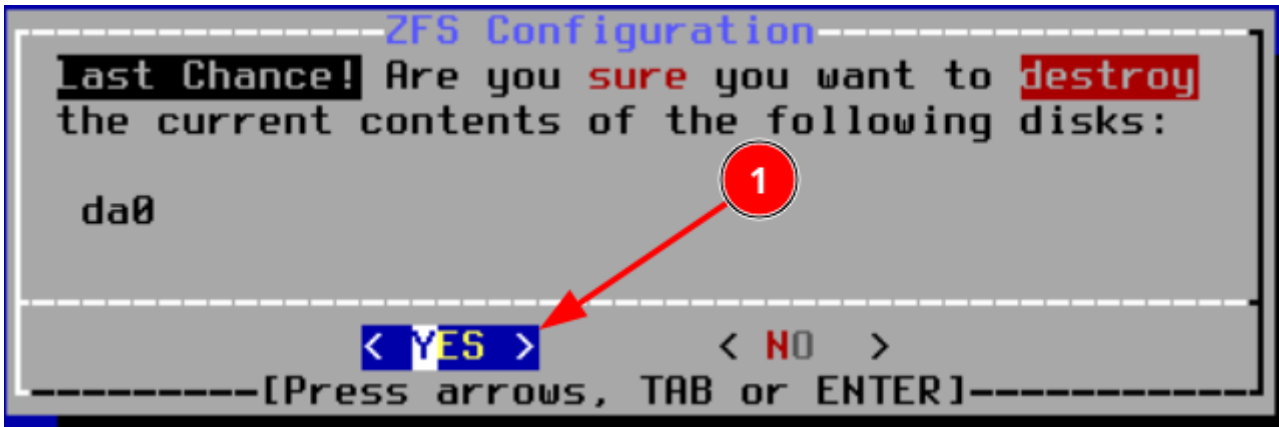 ZFS Configuration
Last Chance! Are you sure you want to destroy
the current contents of the following disks:
1
da0
< YES > < NO >
[Press arrows, TAB or ENTER]